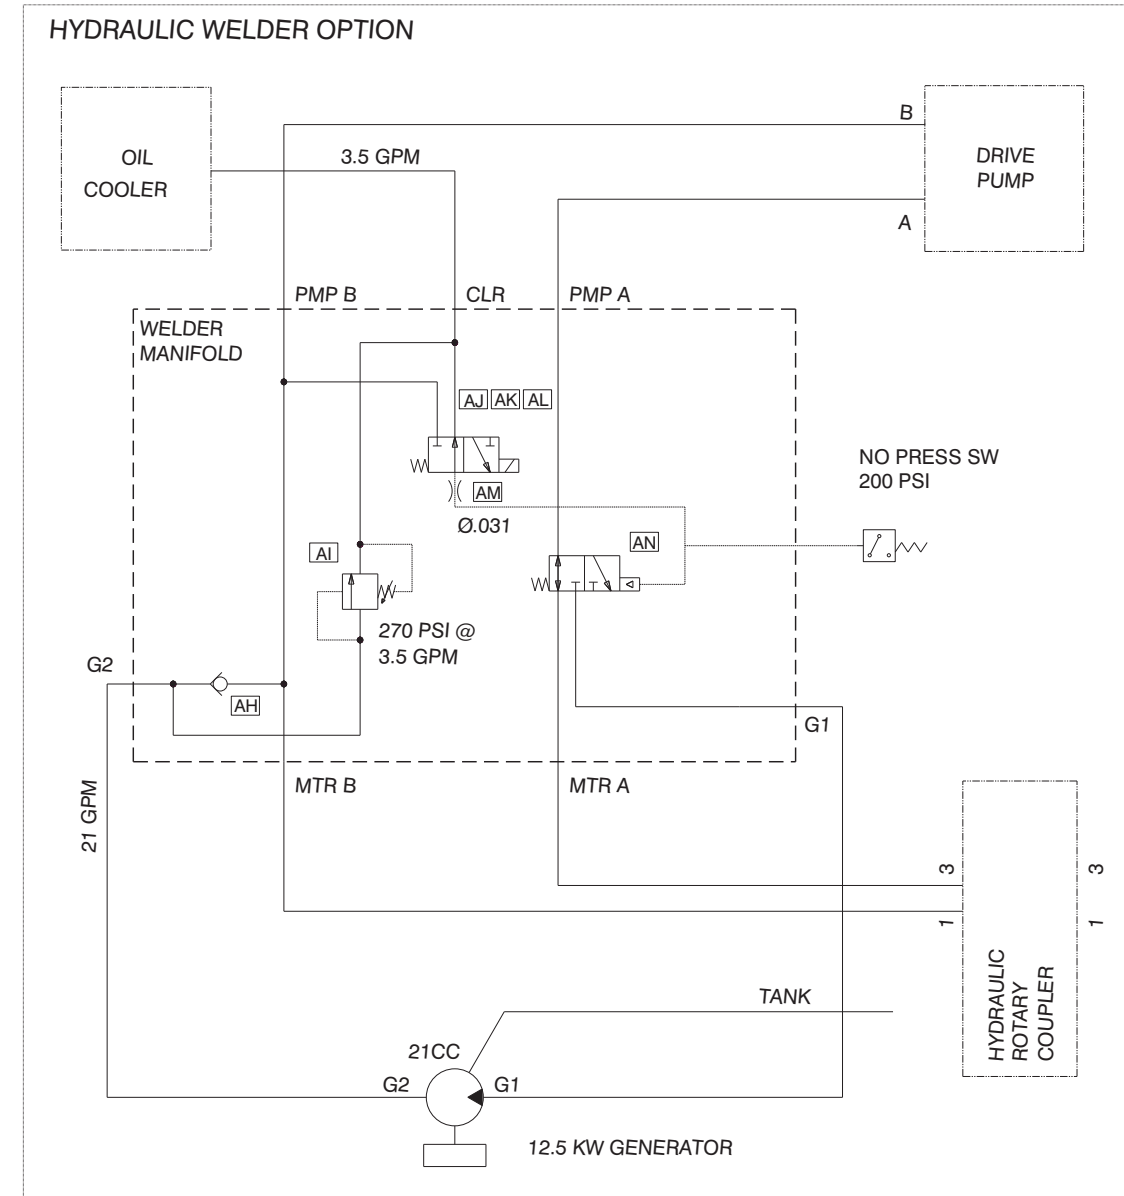 HYDRAULIC WELDER OPTION
OIL
COOLER
3.5 GPM
B
A
DRIVE
PUMP
PMP B
CLR
PMP A
WELDER
MANIFOLD
AJ
AK
AL
AM
Ø.031
NO PRESS SW
200 PSI
AN
AI
270 PSI @
3.5 GPM
G2
AH
G1
MTR B
MTR A
21 GPM
3
1
3
1
HYDRAULIC
ROTARY
COUPLER
TANK
21CC
G2
G1
12.5 KW GENERATOR